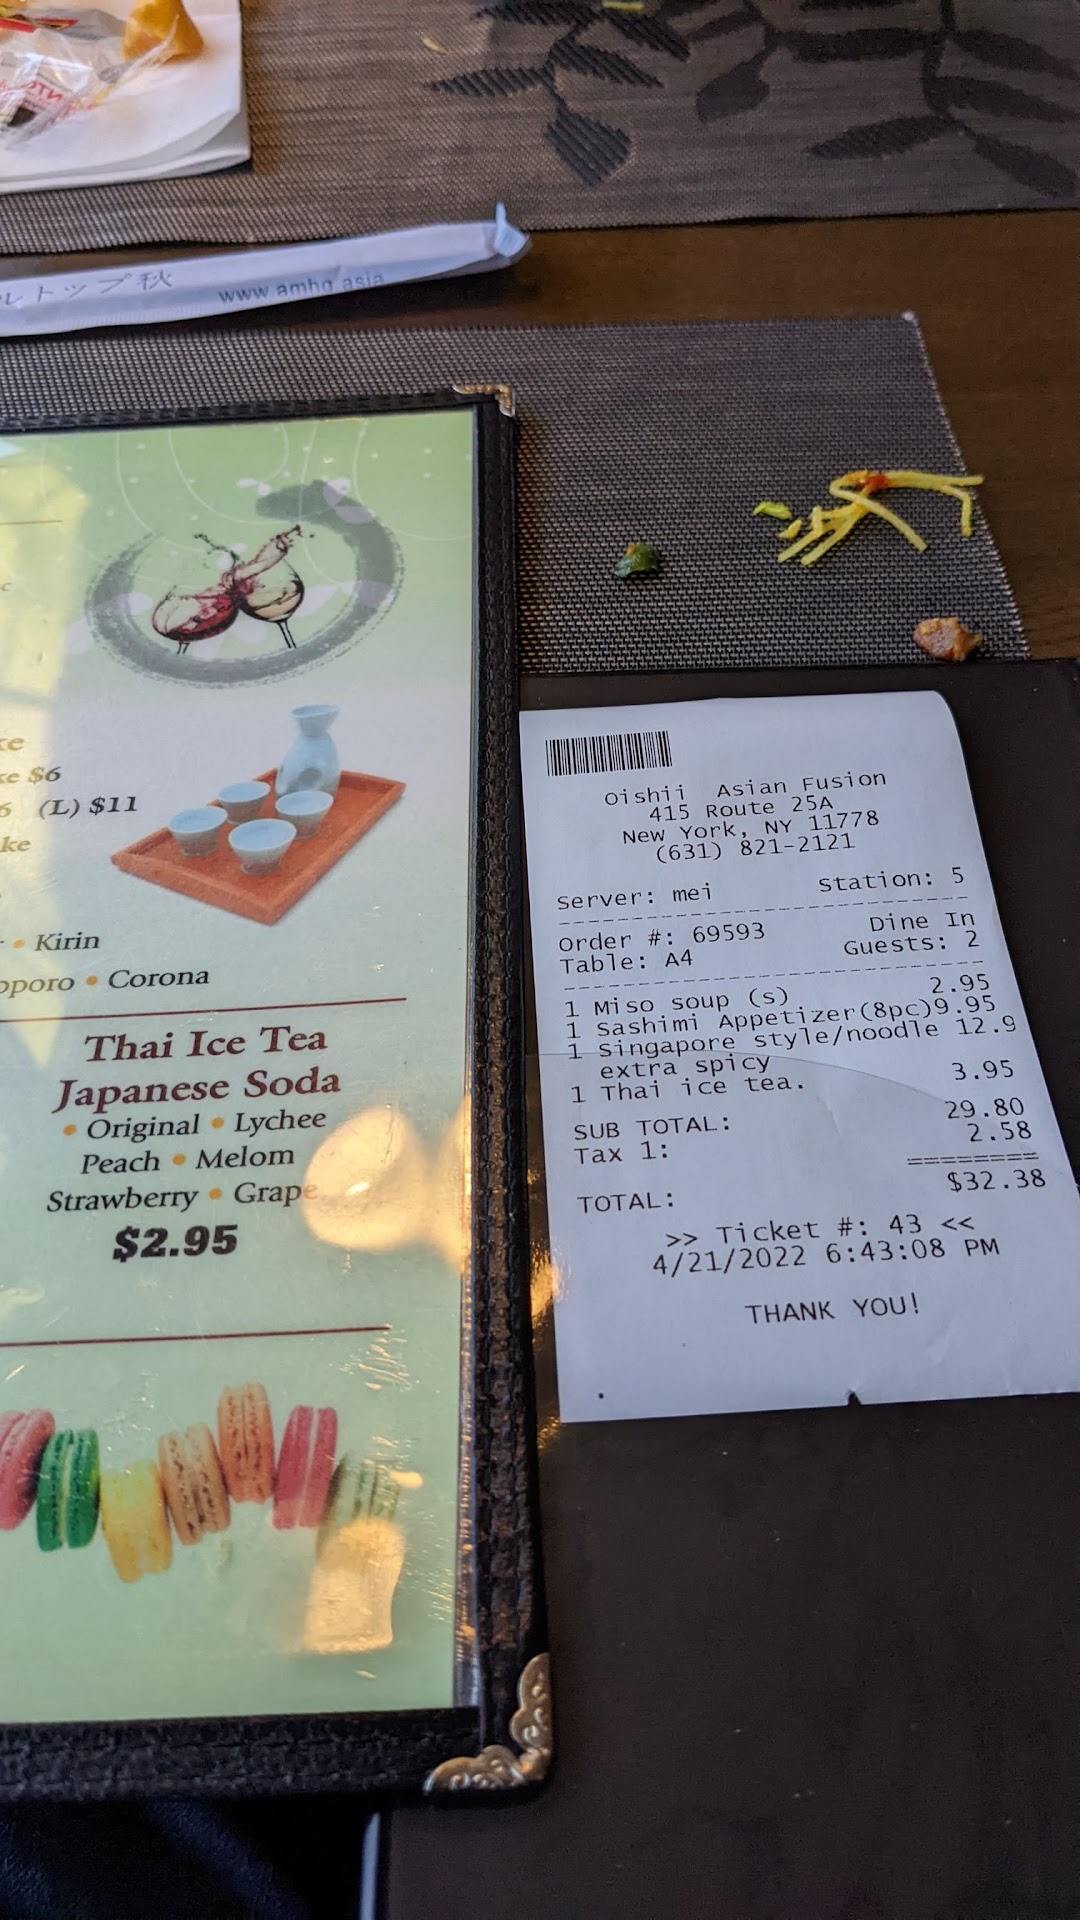 ルトップ秋 www.amhg.asia
$6
(L) $11
• Kirin
• Corona
Thai Ice Tea
Japanese Soda
• Original • Lychee
Peach • Melom
Strawberry • Grape
$2.95
Oishii Asian Fusion
415 Route 25A
New York, NY 11778
(631) 821-2121
Server: mei Station: 5
Order #: 69593 Dine In
Table: A4 Guests: 2
1 Miso soup (s) 2.95
1 Sashimi Appetizer(8pc)9.95
1 Singapore style/noodle 12.9
extra spicy
1 Thai ice tea. 3.95
SUB TOTAL: 29.80
Tax 1: 2.58
========
TOTAL: $32.38
>> Ticket #: 43 <<
4/21/2022 6:43:08 PM
THANK YOU!